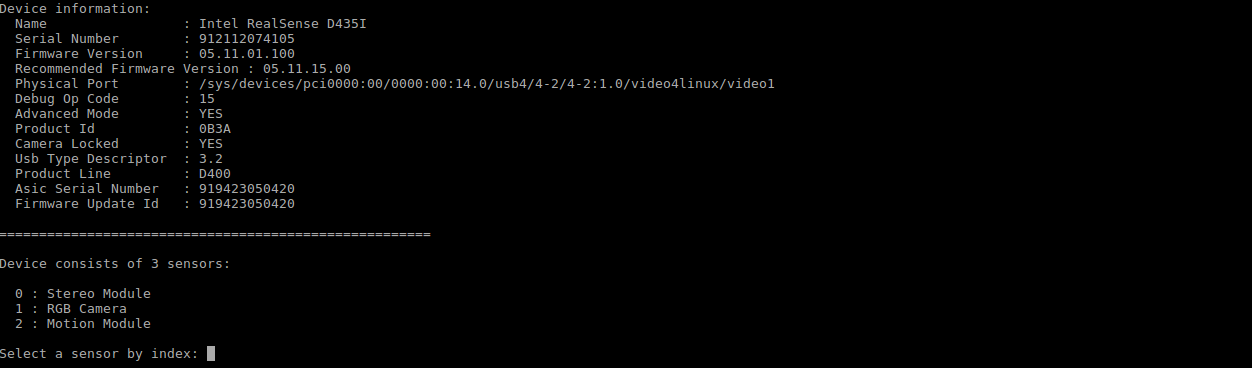 Device information:
  Name                 : Intel RealSense D435I
  Serial Number        : 912112074105
  Firmware Version     : 05.11.01.100
  Recommended Firmware Version : 05.11.15.00
  Physical Port        : /sys/devices/pci0000:00/0000:00:14.0/usb4/4-2/4-2:1.0/video4linux/video1
  Debug Op Code        : 15
  Advanced Mode        : YES
  Product Id           : 0B3A
  Camera Locked        : YES
  Usb Type Descriptor  : 3.2
  Product Line         : D400
  Asic Serial Number   : 919423050420
  Firmware Update Id   : 919423050420

======================================================

Device consists of 3 sensors:

  0 : Stereo Module
  1 : RGB Camera
  2 : Motion Module

Select a sensor by index: